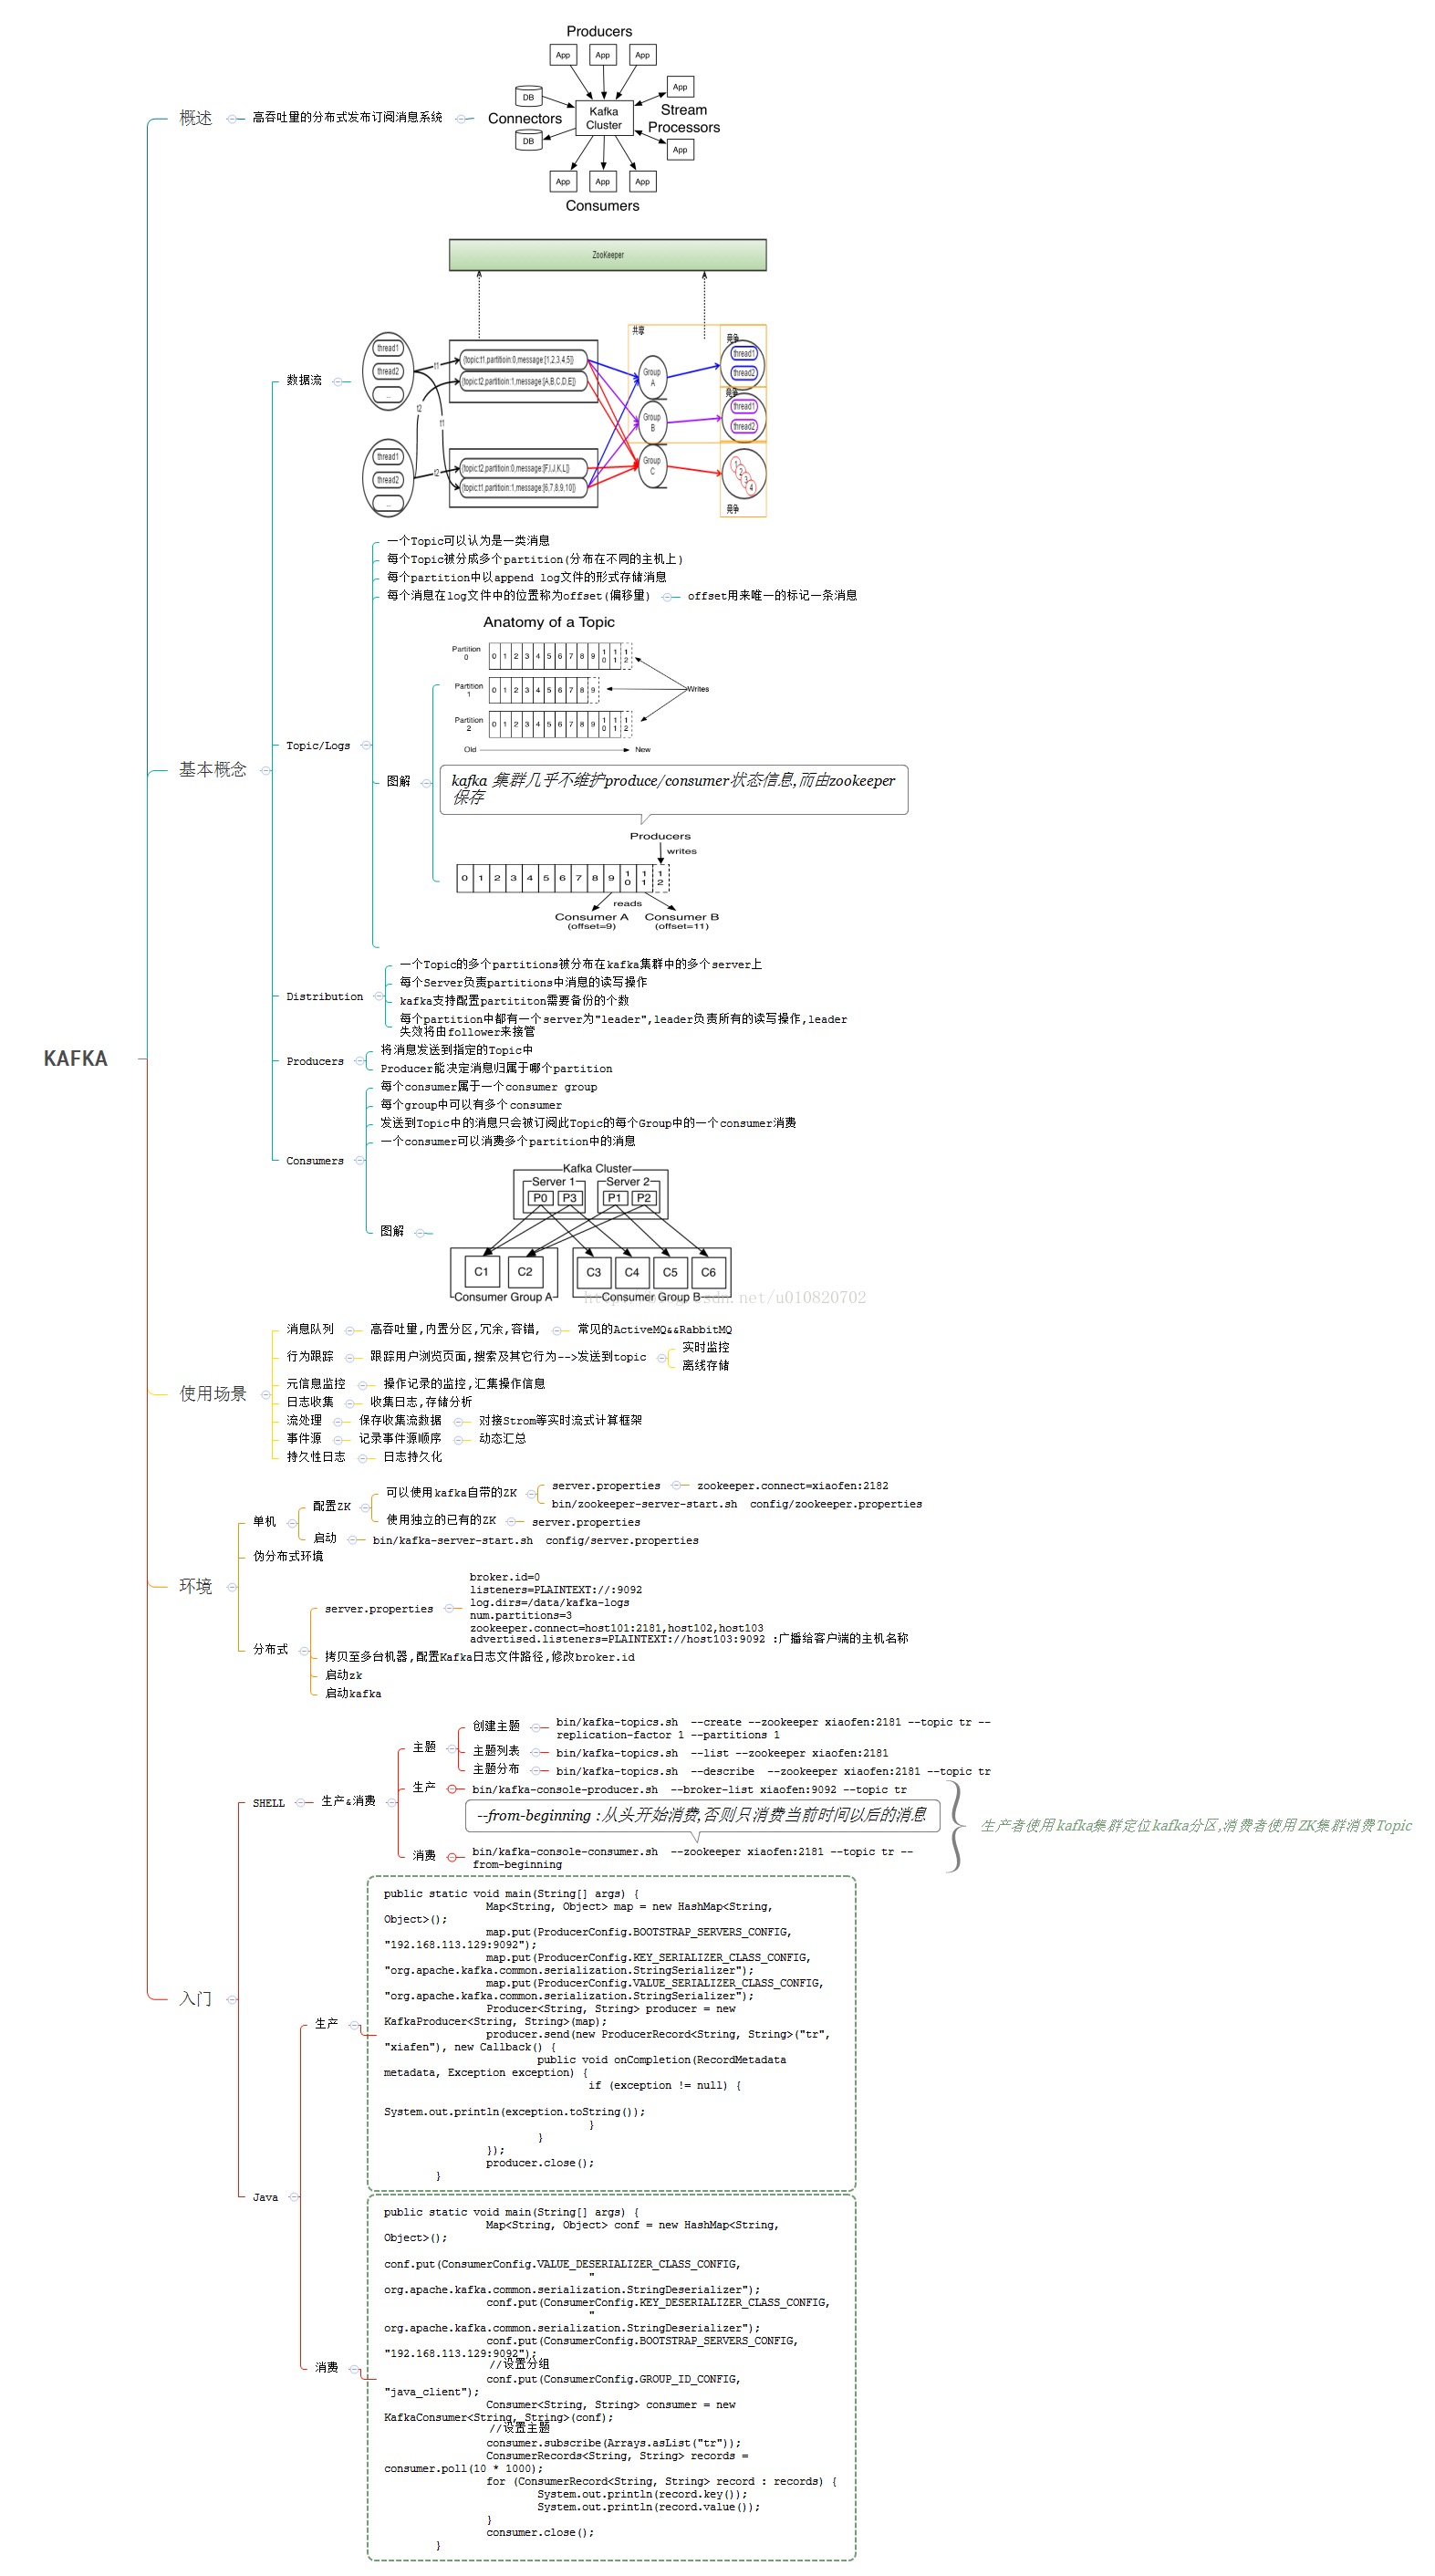 KAFKA
概述
高吞吐量的分布式发布订阅消息系统
Producers
App
App
App
DB
DB
Connectors
Kafka
Cluster
App
Stream
Processors
App
App
App
App
Consumers
基本概念
数据流
ZooKeeper
thread1
thread2
...
thread1
thread2
...
t1
t2
t1
t2
{topic:t1,partitioin:0,message:[1,2,3,4,5]}
{topic:t2,partitioin:1,message:[A,B,C,D,E]}
{topic:t2,partitioin:0,message:[F,I,J,K,L]}
{topic:t1,partitioin:1,message:[6,7,8,9,10]}
共享
Group
A
Group
B
Group
C
竞争
thread1
thread2
竞争
thread1
thread2
1
2
3
4
竞争
Topic/Logs
一个Topic可以认为是一类消息
每个Topic被分成多个partition(分布在不同的主机上)
每个partition中以append log文件的形式存储消息
每个消息在log文件中的位置称为offset(偏移量)
offset用来唯一的标记一条消息
图解
Anatomy of a Topic
Partition
0
0 1 2 3 4 5 6 7 8 9 10 11 12
Partition
1
0 1 2 3 4 5 6 7 8 9
Partition
2
0 1 2 3 4 5 6 7 8 9 10 11 12
Writes
Old
New
kafka 集群几乎不维护produce/consumer状态信息,而由zookeeper
保存
Producers
writes
0 1 2 3 4 5 6 7 8 9 10 11 12
reads
Consumer A
(offset=9)
Consumer B
(offset=11)
Distribution
一个Topic的多个partitions被分布在kafka集群中的多个server上
每个Server负责partitions中消息的读写操作
kafka支持配置partititon需要备份的个数
每个partition中都有一个server为"leader",leader负责所有的读写操作,leader
失效将由follower来接管
Producers
将消息发送到指定的Topic中
Producer能决定消息归属于哪个partition
Consumers
每个consumer属于一个consumer group
每个group中可以有多个consumer
发送到Topic中的消息只会被订阅此Topic的每个Group中的一个consumer消费
一个consumer可以消费多个partition中的消息
图解
Kafka Cluster
Server 1
P0 P3
Server 2
P1 P2
C1 C2
Consumer Group A
C3 C4 C5 C6
Consumer Group B
使用场景
消息队列
高吞吐量,内置分区,冗余,容错,
常见的ActiveMQ&&RabbitMQ
行为跟踪
跟踪用户浏览页面,搜索及其它行为-->发送到topic
实时监控
离线存储
元信息监控
操作记录的监控,汇集操作信息
日志收集
收集日志,存储分析
流处理
保存收集流数据
对接Strom等实时流式计算框架
事件源
记录事件源顺序
动态汇总
持久性日志
日志持久化
环境
单机
配置ZK
可以使用kafka自带的ZK
server.properties
zookeeper.connect=xiaofen:2182
bin/zookeeper-server-start.sh  config/zookeeper.properties
使用独立的已有的ZK
server.properties
启动
bin/kafka-server-start.sh  config/server.properties
伪分布式环境
分布式
server.properties
broker.id=0
listeners=PLAINTEXT://:9092
log.dirs=/data/kafka-logs
num.partitions=3
zookeeper.connect=host101:2181,host102,host103
advertised.listeners=PLAINTEXT://host103:9092 :广播给客户端的主机名称
拷贝至多台机器,配置Kafka日志文件路径,修改broker.id
启动zk
启动kafka
入门
SHELL
生产&消费
主题
创建主题
bin/kafka-topics.sh  --create --zookeeper xiaofen:2181 --topic tr --
replication-factor 1 --partitions 1
主题列表
bin/kafka-topics.sh  --list --zookeeper xiaofen:2181
主题分布
bin/kafka-topics.sh  --describe  --zookeeper xiaofen:2181 --topic tr
生产
bin/kafka-console-producer.sh  --broker-list xiaofen:9092 --topic tr
--from-beginning :从头开始消费,否则只消费当前时间以后的消息
消费
bin/kafka-console-consumer.sh  --zookeeper xiaofen:2181 --topic tr --
from-beginning
生产者使用kafka集群定位kafka分区,消费者使用ZK集群消费Topic
Java
生产
public static void main(String[] args) {
Map<String, Object> map = new HashMap<String,
Object>();
map.put(ProducerConfig.BOOTSTRAP_SERVERS_CONFIG,
"192.168.113.129:9092");
map.put(ProducerConfig.KEY_SERIALIZER_CLASS_CONFIG,
"org.apache.kafka.common.serialization.StringSerializer");
map.put(ProducerConfig.VALUE_SERIALIZER_CLASS_CONFIG,
"org.apache.kafka.common.serialization.StringSerializer");
Producer<String, String> producer = new
KafkaProducer<String, String>(map);
producer.send(new ProducerRecord<String, String>("tr",
"xiafen"), new Callback() {
public void onCompletion(RecordMetadata
metadata, Exception exception) {
if (exception != null) {
System.out.println(exception.toString());
}
}
});
producer.close();
}
消费
public static void main(String[] args) {
Map<String, Object> conf = new HashMap<String,
Object>();
conf.put(ConsumerConfig.VALUE_DESERIALIZER_CLASS_CONFIG,
"
org.apache.kafka.common.serialization.StringDeserializer");
conf.put(ConsumerConfig.KEY_DESERIALIZER_CLASS_CONFIG,
"
org.apache.kafka.common.serialization.StringDeserializer");
conf.put(ConsumerConfig.BOOTSTRAP_SERVERS_CONFIG,
"192.168.113.129:9092");
//设置分组
conf.put(ConsumerConfig.GROUP_ID_CONFIG,
"java_client");
Consumer<String, String> consumer = new
KafkaConsumer<String, String>(conf);
//设置主题
consumer.subscribe(Arrays.asList("tr"));
ConsumerRecords<String, String> records =
consumer.poll(10 * 1000);
for (ConsumerRecord<String, String> record : records) {
System.out.println(record.key());
System.out.println(record.value());
}
consumer.close();
}